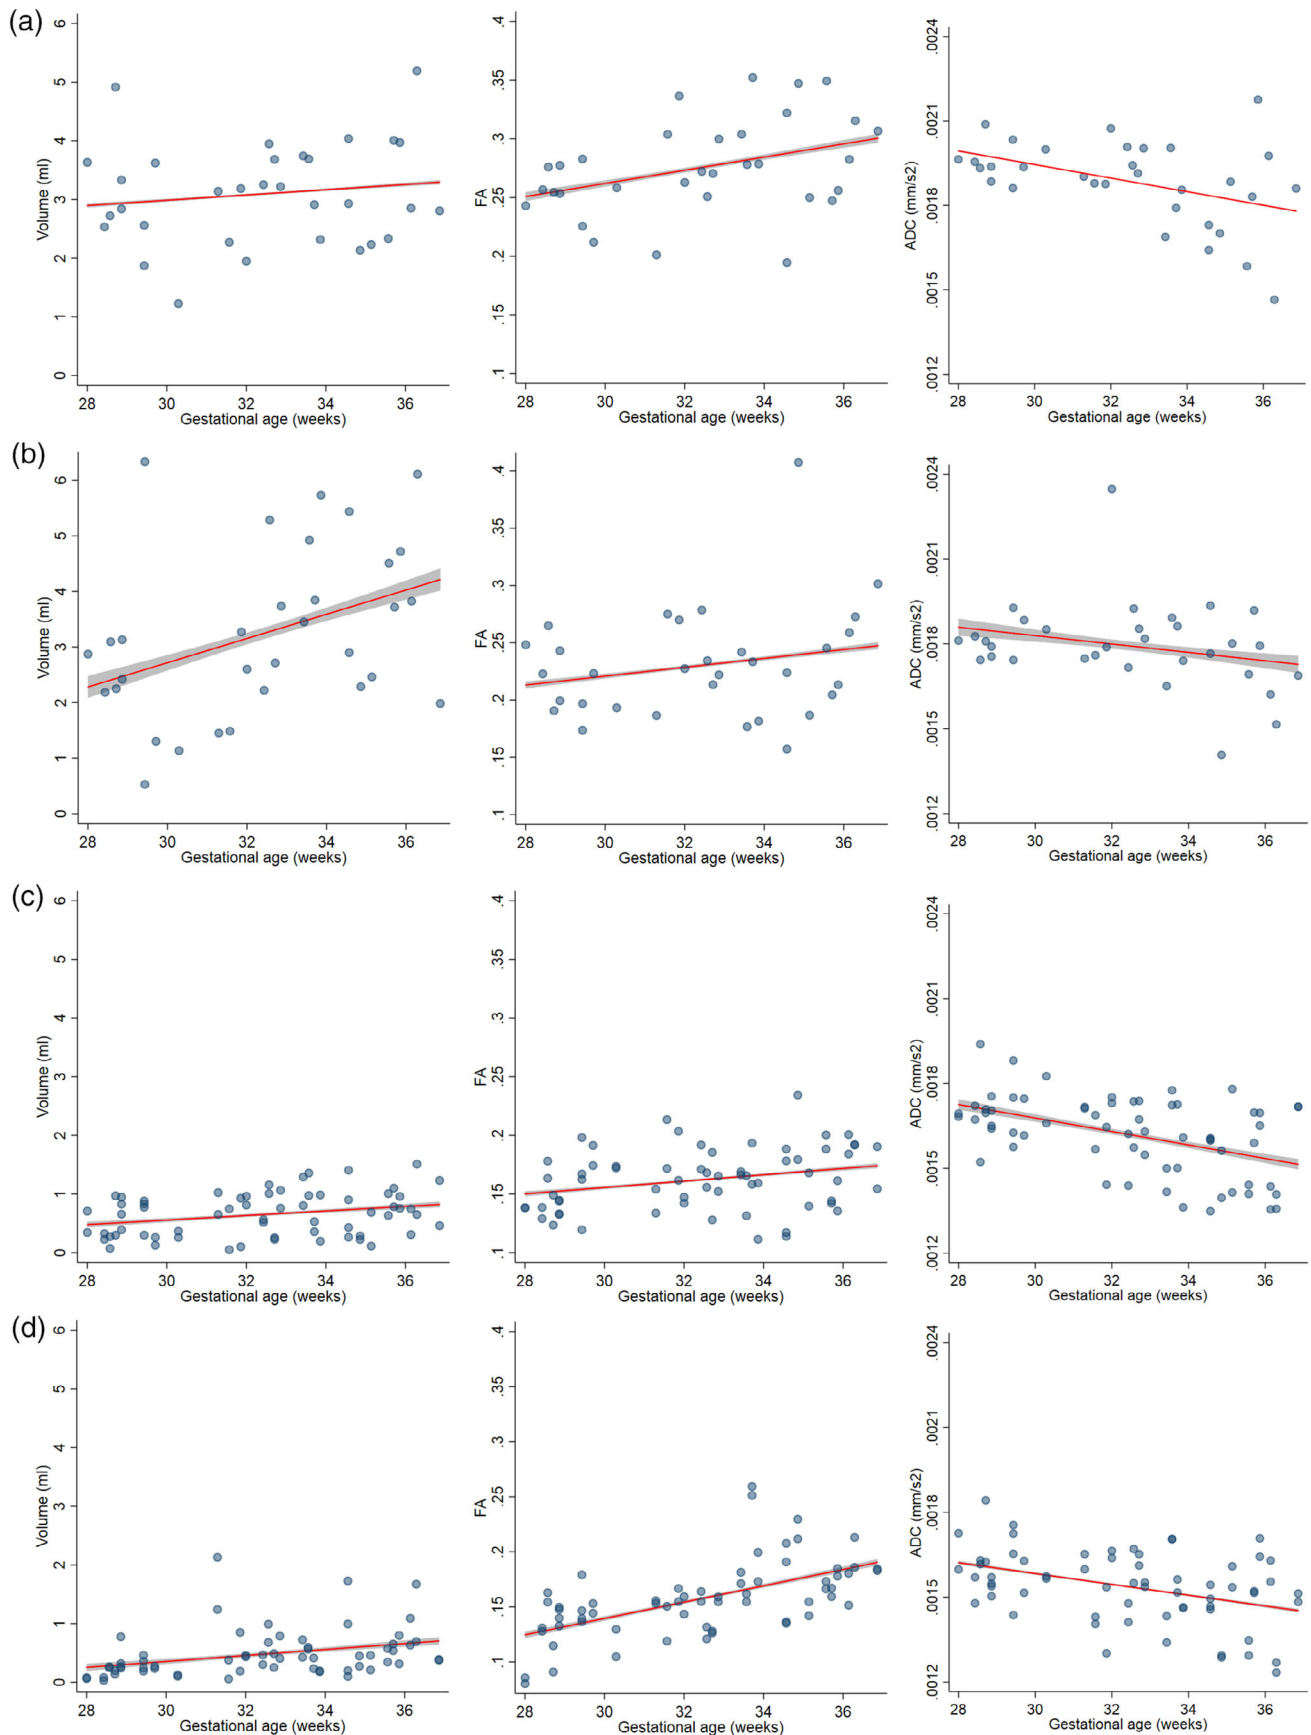 (a)
Volume (ml)
6
5
4
3
2
1
0
28 30 32 34 36
Gestational age (weeks)
FA
.4
.35
.3
.25
.2
.15
.1
28 30 32 34 36
Gestational age (weeks)
ADC (mm/s2)
.0024
.0021
.0018
.0015
.0012
28 30 32 34 36
Gestational age (weeks)
(b)
Volume (ml)
6
5
4
3
2
1
0
28 30 32 34 36
Gestational age (weeks)
FA
.4
.35
.3
.25
.2
.15
.1
28 30 32 34 36
Gestational age (weeks)
ADC (mm/s2)
.0024
.0021
.0018
.0015
.0012
28 30 32 34 36
Gestational age (weeks)
(c)
Volume (ml)
6
5
4
3
2
1
0
28 30 32 34 36
Gestational age (weeks)
FA
.4
.35
.3
.25
.2
.15
.1
28 30 32 34 36
Gestational age (weeks)
ADC (mm/s2)
.0024
.0021
.0018
.0015
.0012
28 30 32 34 36
Gestational age (weeks)
(d)
Volume (ml)
6
5
4
3
2
1
0
28 30 32 34 36
Gestational age (weeks)
FA
.4
.35
.3
.25
.2
.15
.1
28 30 32 34 36
Gestational age (weeks)
ADC (mm/s2)
.0024
.0021
.0018
.0015
.0012
28 30 32 34 36
Gestational age (weeks)